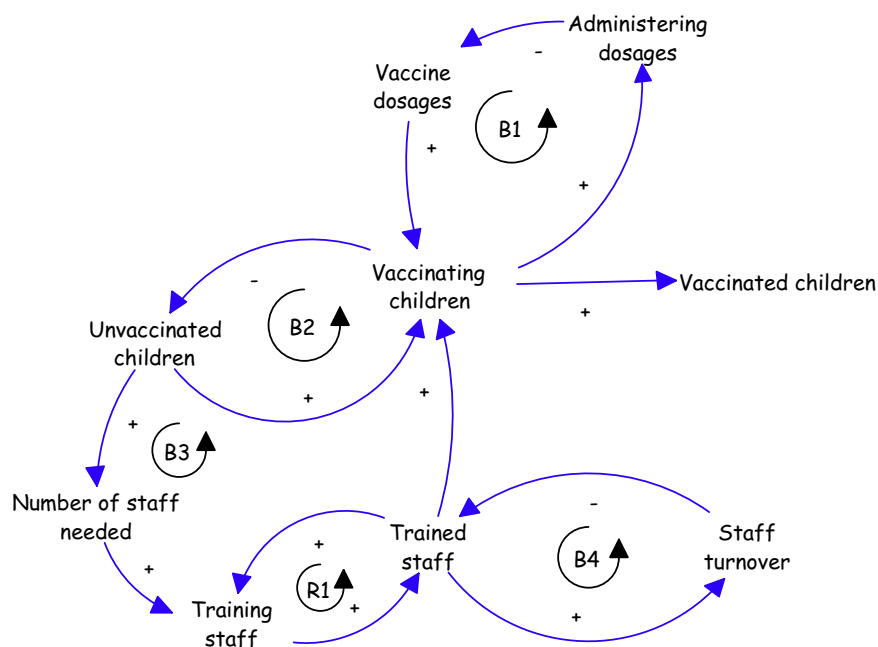 Administering
dosages
-
Vaccine
dosages
B1
+
+
Vaccinating
children
Vaccinated children
-
+
B2
Unvaccinated
children
+
+
+
B3
Number of staff
needed
-
Trained
staff
Staff
turnover
+
B4
+
R1
+
Training
staff
+